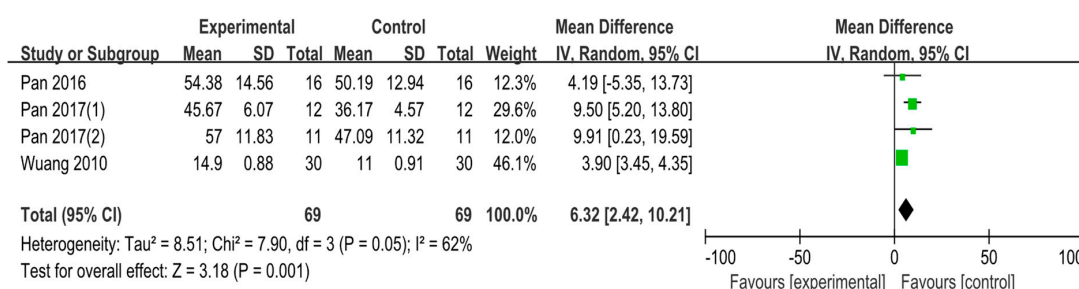 Experimental Control Mean Difference Mean Difference
Study or Subgroup Mean SD Total Mean SD Total Weight IV, Random, 95% CI IV, Random, 95% CI
Pan 2016 54.38 14.56 16 50.19 12.94 16 12.3% 4.19 [-5.35, 13.73]
Pan 2017(1) 45.67 6.07 12 36.17 4.57 12 29.6% 9.50 [5.20, 13.80]
Pan 2017(2) 57 11.83 11 47.09 11.32 11 12.0% 9.91 [0.23, 19.59]
Wuang 2010 14.9 0.88 30 11 0.91 30 46.1% 3.90 [3.45, 4.35]
Total (95% CI) 69 69 100.0% 6.32 [2.42, 10.21]
Heterogeneity: Tau² = 8.51; Chi² = 7.90, df = 3 (P = 0.05); I² = 62%
Test for overall effect: Z = 3.18 (P = 0.001)
-100 -50 0 50 100
Favours [experimental] Favours [control]